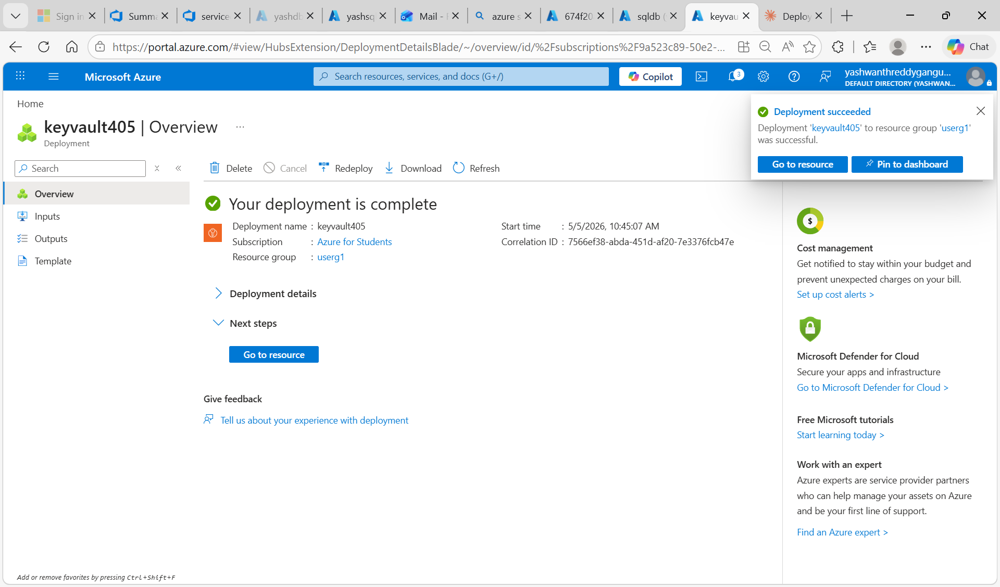 Sign in
Summa
service
yashdb
yashsql
Mail -
azure s
674f20
sqldb (
keyvau
Deploy
https://portal.azure.com/#view/HubsExtension/DeploymentDetailsBlade/~/overview/id/%2Fsubscriptions%2F9a523c89-50e2-...
Chat
Microsoft Azure
Search resources, services, and docs (G+/)
Copilot
3
yashwanthreddygangu...
DEFAULT DIRECTORY (YASHWAN...
Home
keyvault405 | Overview
...
Deployment
Deployment succeeded
Deployment 'keyvault405' to resource group 'userg1'
was successful.
Go to resource
Pin to dashboard
Search
Delete
Cancel
Redeploy
Download
Refresh
Overview
Inputs
Outputs
Template
Your deployment is complete
Deployment name : keyvault405
Subscription : Azure for Students
Resource group : userg1
Start time : 5/5/2026, 10:45:07 AM
Correlation ID : 7566ef38-abda-451d-af20-7e3376fcb47e
Deployment details
Next steps
Go to resource
Give feedback
Tell us about your experience with deployment
Cost management
Get notified to stay within your budget and
prevent unexpected charges on your bill.
Set up cost alerts >
Microsoft Defender for Cloud
Secure your apps and infrastructure
Go to Microsoft Defender for Cloud >
Free Microsoft tutorials
Start learning today >
Work with an expert
Azure experts are service provider partners
who can help manage your assets on Azure
and be your first line of support.
Find an Azure expert >
Add or remove favorites by pressing Ctrl+Shift+F